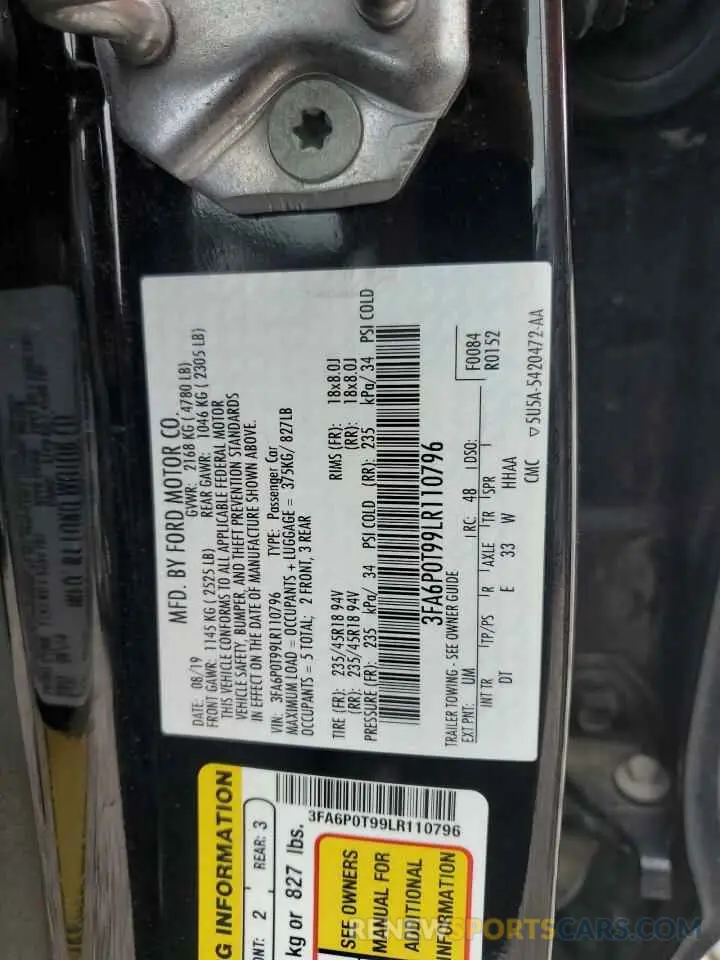 MFD. BY FORD MOTOR CO.
DATE: 08/19 GVWR: 2168 KG ( 4780 LB)
FRONT GAWR: 1145 KG ( 2525 LB) REAR GAWR: 1046 KG ( 2305 LB)
THIS VEHICLE CONFORMS TO ALL APPLICABLE FEDERAL MOTOR
VEHICLE SAFETY, BUMPER, AND THEFT PREVENTION STANDARDS
IN EFFECT ON THE DATE OF MANUFACTURE SHOWN ABOVE.
VIN: 3FA6P0T99LR110796 TYPE: Passenger Car
MAXIMUM LOAD = OCCUPANTS + LUGGAGE = 375KG/ 827LB
OCCUPANTS = 5 TOTAL; 2 FRONT, 3 REAR
TIRE (FR): 235/45R18 94V RIMS (FR): 18x8.0J
(RR): 235/45R18 94V (RR): 18x8.0J
PRESSURE (FR): 235 kPa/ 34 PSI COLD (RR): 235 kPa/ 34 PSI COLD
3FA6P0T99LR110796
F0084
R0152
TRAILER TOWING - SEE OWNER GUIDE
EXT PNT: UM RC: 48 DSO:
INT TR TP/PS R AXLE TR SPR
DT E 33 W HHAA
CMC ▽5U5A-5420472-AA
G INFORMATION
ONT: 2 REAR: 3
kg or 827 lbs.
3FA6P0T99LR110796
SEE OWNERS
MANUAL FOR
ADDITIONAL
INFORMATION
RENEWSPORTSCARS.COM